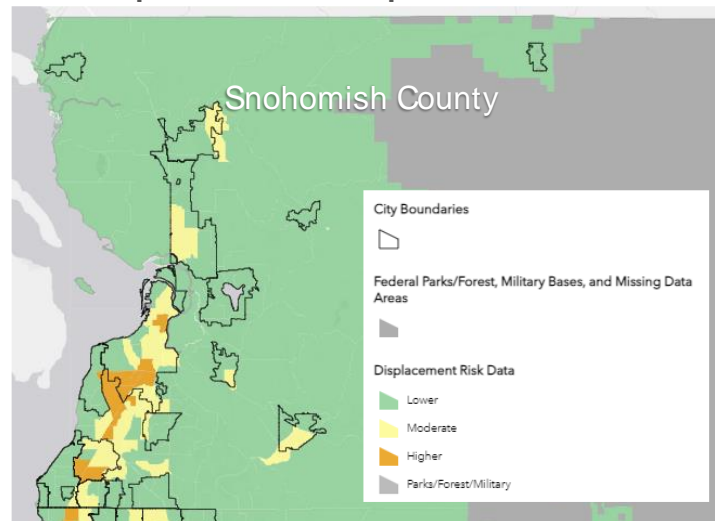 Snohomish County
City Boundaries
Federal Parks/Forest, Military Bases, and Missing Data
Areas
Displacement Risk Data
Lower
Moderate
Higher
Parks/Forest/Military